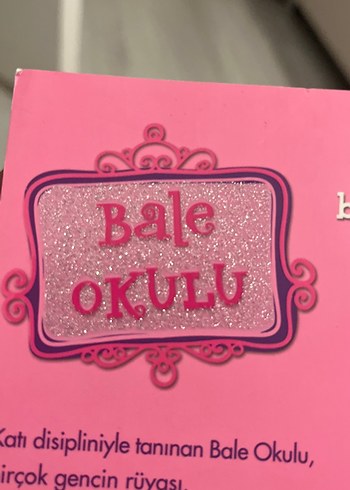 Bale
OKULU
b
Katı disipliniyle tanınan Bale Okulu,
birçok gencin rüyası.